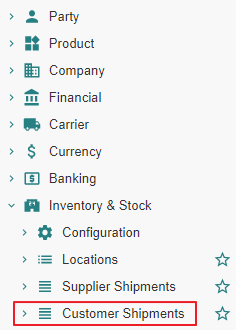 Party
Product
Company
Financial
Carrier
Currency
Banking
Inventory & Stock
Configuration
Locations
Supplier Shipments
Customer Shipments